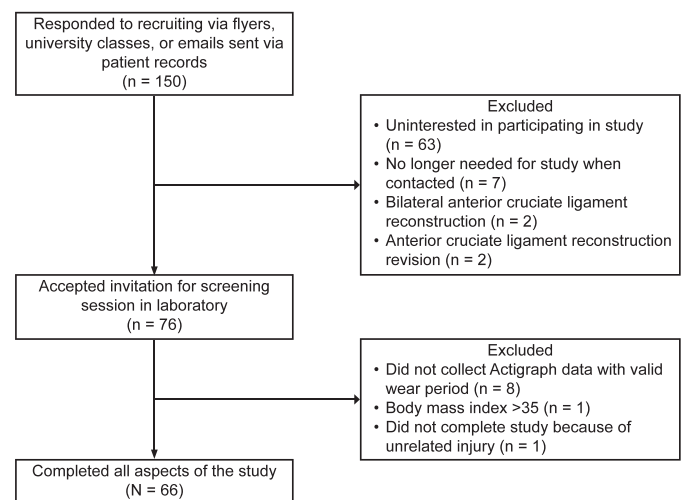 Responded to recruiting via flyers,
university classes, or emails sent via
patient records
(n = 150)
Excluded
• Uninterested in participating in study
(n = 63)
• No longer needed for study when
contacted (n = 7)
• Bilateral anterior cruciate ligament
reconstruction (n = 2)
• Anterior cruciate ligament reconstruction
revision (n = 2)
Accepted invitation for screening
session in laboratory
(n = 76)
Excluded
• Did not collect Actigraph data with valid
wear period (n = 8)
• Body mass index >35 (n = 1)
• Did not complete study because of
unrelated injury (n = 1)
Completed all aspects of the study
(N = 66)